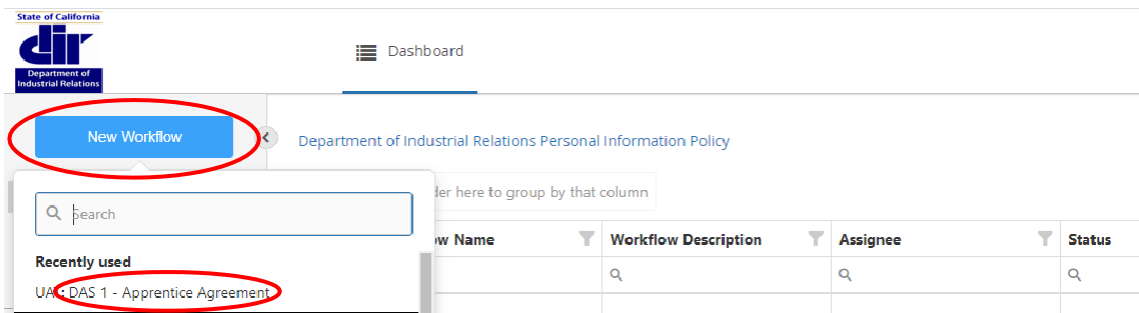 State of California
dir
Department of
Industrial Relations
Dashboard
New Workflow
Department of Industrial Relations Personal Information Policy
Search
der here to group by that column
ow Name
Workflow Description
Assignee
Status
Recently used
DAS 1 - Apprentice Agreement